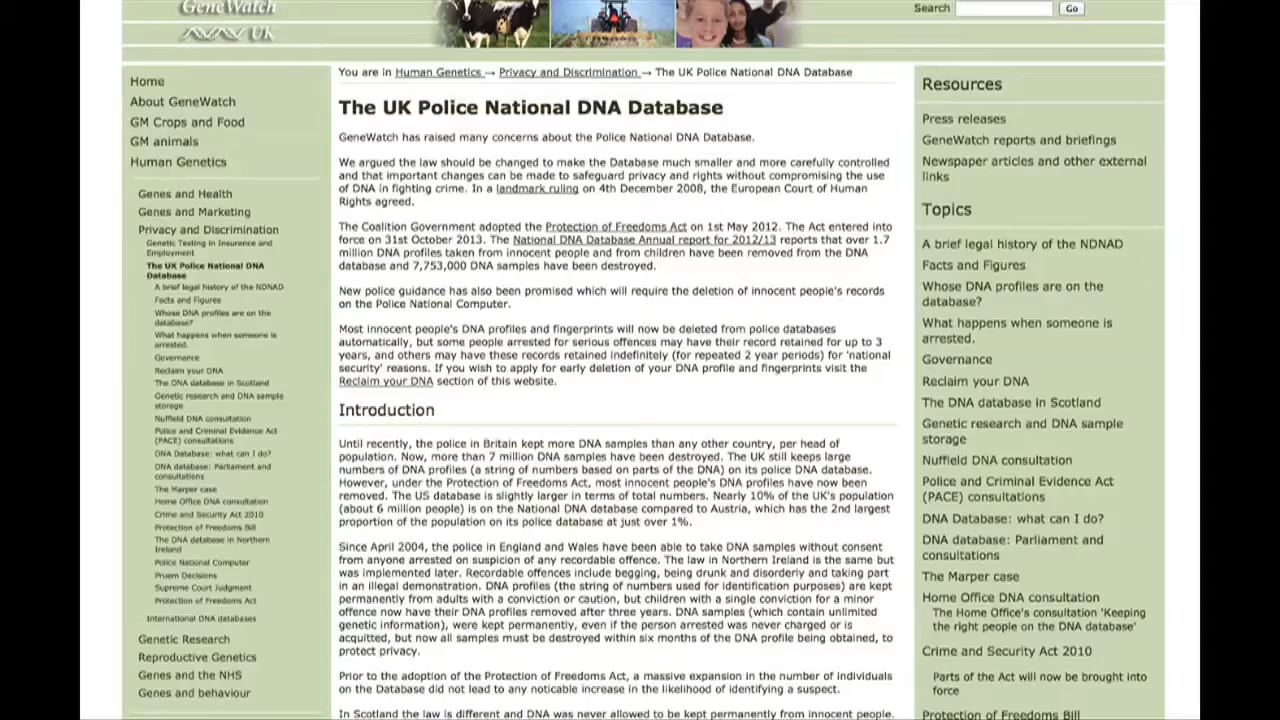 GeneWatch
UK
Search
Go
Home
About GeneWatch
GM Crops and Food
GM animals
Human Genetics
Genes and Health
Genes and Marketing
Privacy and Discrimination
Genetic Testing in Insurance and
Employment
The UK Police National DNA
Database
A brief legal history of the NDNAD
Facts and Figures
Whose DNA profiles are on the
database?
What happens when someone is
arrested.
Governance
Reclaim your DNA
The DNA database in Scotland
Genetic research and DNA sample
storage
Nuffield DNA consultation
Police and Criminal Evidence Act
(PACE) consultations
DNA Database: what can I do?
DNA database: Parliament and
consultations
The Marper case
Home Office DNA consultation
Crime and Security Act 2010
Protection of Freedoms Bill
The DNA database in Northern
Ireland
Police National Computer
Pruem Decisions
Supreme Court Judgment
Protection of Freedoms Act
International DNA databases
Genetic Research
Reproductive Genetics
Genes and the NHS
Genes and behaviour
You are in Human Genetics → Privacy and Discrimination → The UK Police National DNA Database
The UK Police National DNA Database
GeneWatch has raised many concerns about the Police National DNA Database.
We argued the law should be changed to make the Database much smaller and more carefully controlled
and that important changes can be made to safeguard privacy and rights without compromising the use
of DNA in fighting crime. In a landmark ruling on 4th December 2008, the European Court of Human
Rights agreed.
The Coalition Government adopted the Protection of Freedoms Act on 1st May 2012. The Act entered into
force on 31st October 2013. The National DNA Database Annual report for 2012/13 reports that over 1.7
million DNA profiles taken from innocent people and from children have been removed from the DNA
database and 7,753,000 DNA samples have been destroyed.
New police guidance has also been promised which will require the deletion of innocent people's records
on the Police National Computer.
Most innocent people's DNA profiles and fingerprints will now be deleted from police databases
automatically, but some people arrested for serious offences may have their record retained for up to 3
years, and others may have these records retained indefinitely (for repeated 2 year periods) for 'national
security' reasons. If you wish to apply for early deletion of your DNA profile and fingerprints visit the
Reclaim your DNA section of this website.
Introduction
Until recently, the police in Britain kept more DNA samples than any other country, per head of
population. Now, more than 7 million DNA samples have been destroyed. The UK still keeps large
numbers of DNA profiles (a string of numbers based on parts of the DNA) on its police DNA database.
However, under the Protection of Freedoms Act, most innocent people's DNA profiles have now been
removed. The US database is slightly larger in terms of total numbers. Nearly 10% of the UK's population
(about 6 million people) is on the National DNA database compared to Austria, which has the 2nd largest
proportion of the population on its police database at just over 1%.
Since April 2004, the police in England and Wales have been able to take DNA samples without consent
from anyone arrested on suspicion of any recordable offence. The law in Northern Ireland is the same but
was implemented later. Recordable offences include begging, being drunk and disorderly and taking part
in an illegal demonstration. DNA profiles (the string of numbers used for identification purposes) are kept
permanently from adults with a conviction or caution, but children with a single conviction for a minor
offence now have their DNA profiles removed after three years. DNA samples (which contain unlimited
genetic information), were kept permanently, even if the person arrested was never charged or is
acquitted, but now all samples must be destroyed within six months of the DNA profile being obtained, to
protect privacy.
Prior to the adoption of the Protection of Freedoms Act, a massive expansion in the number of individuals
on the Database did not lead to any noticable increase in the likelihood of identifying a suspect.
In Scotland the law is different and DNA was never allowed to be kept permanently from innocent people.
Resources
Press releases
GeneWatch reports and briefings
Newspaper articles and other external
links
Topics
A brief legal history of the NDNAD
Facts and Figures
Whose DNA profiles are on the
database?
What happens when someone is
arrested.
Governance
Reclaim your DNA
The DNA database in Scotland
Genetic research and DNA sample
storage
Nuffield DNA consultation
Police and Criminal Evidence Act
(PACE) consultations
DNA Database: what can I do?
DNA database: Parliament and
consultations
The Marper case
Home Office DNA consultation
The Home Office's consultation 'Keeping
the right people on the DNA database'
Crime and Security Act 2010
Parts of the Act will now be brought into
force
Protection of Freedoms Bill